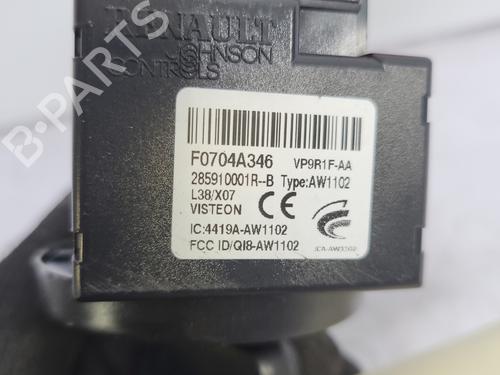 RENAULT
JOHNSON
CONTROLS
B-PARTS
F0704A346 VP9R1F-AA
285910001R--B Type:AW1102
L38/X07
VISTEON CE
IC:4419A-AW1102
FCC ID/QI8-AW1102